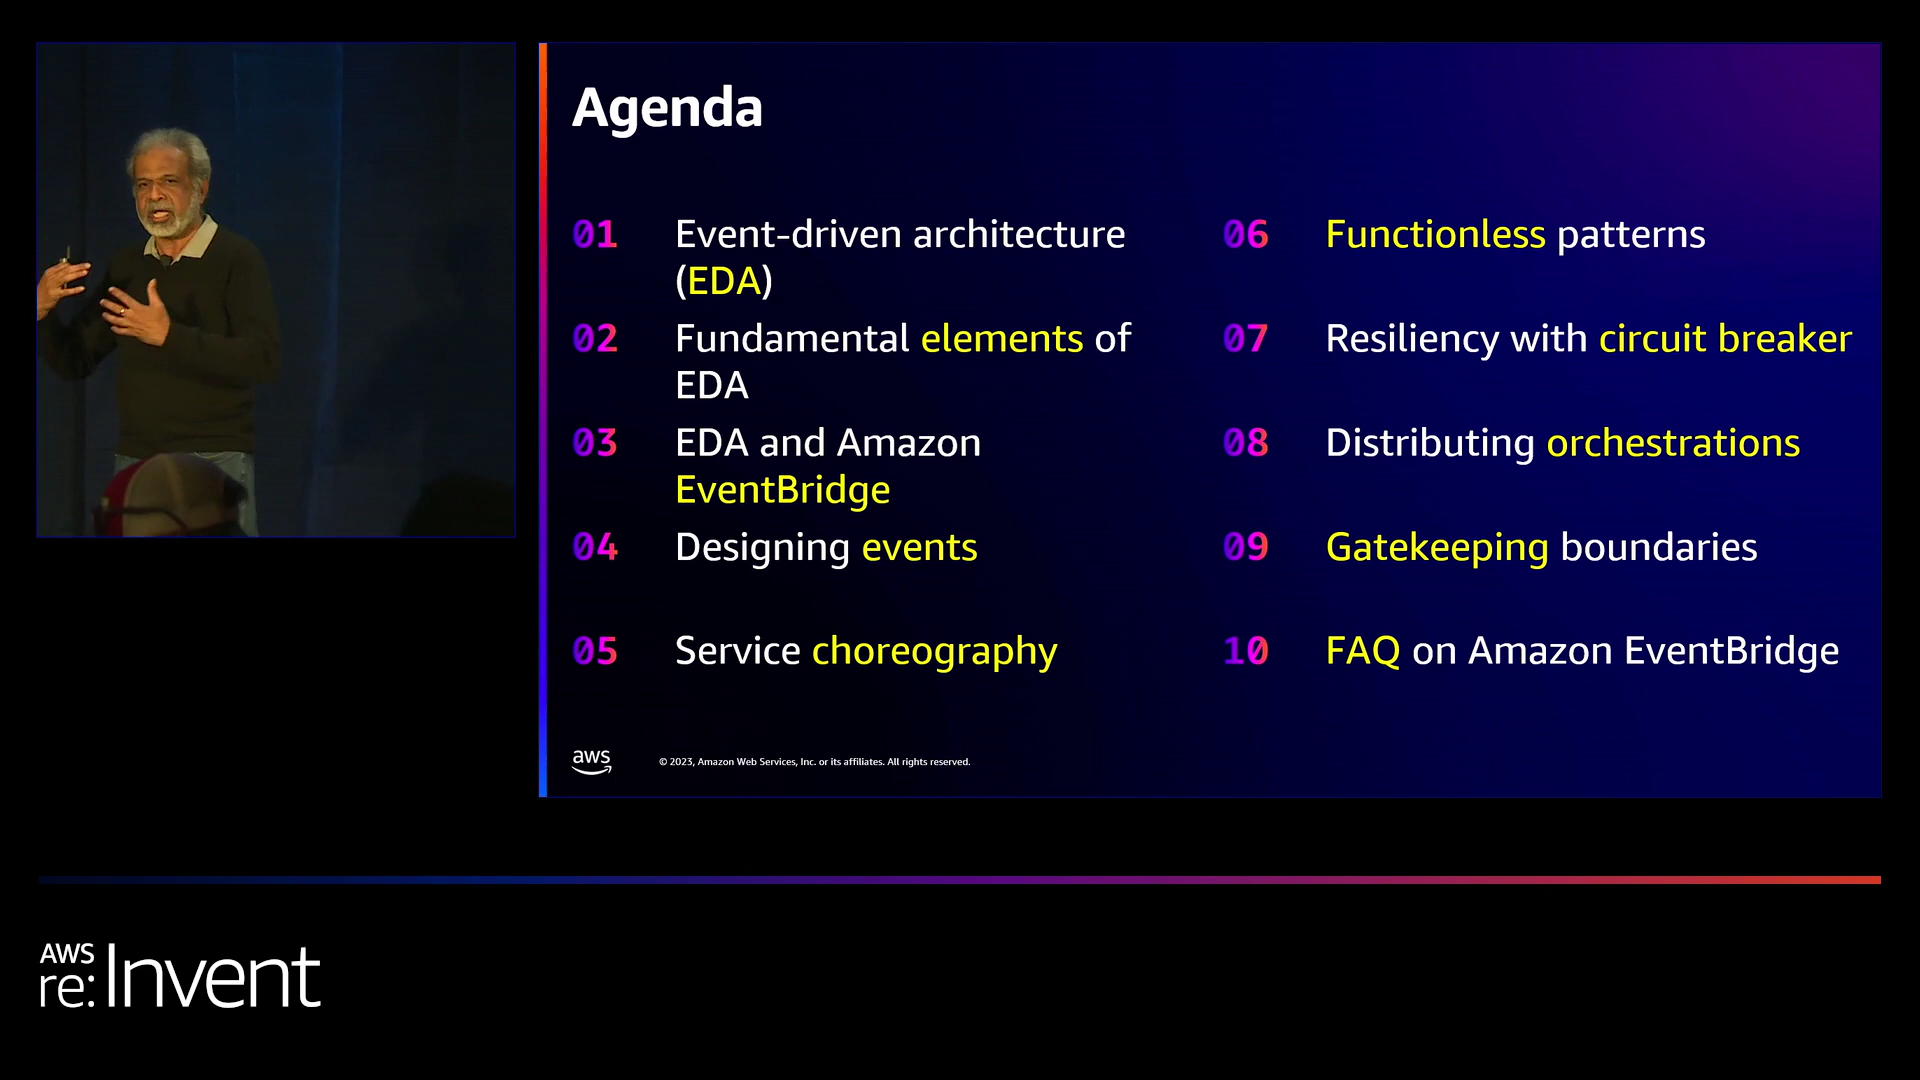 Agenda
01 Event-driven architecture
(EDA)
02 Fundamental elements of
EDA
03 EDA and Amazon
EventBridge
04 Designing events
05 Service choreography
06 Functionless patterns
07 Resiliency with circuit breaker
08 Distributing orchestrations
09 Gatekeeping boundaries
10 FAQ on Amazon EventBridge
aws
© 2023, Amazon Web Services, Inc. or its affiliates. All rights reserved.
AWS
re:Invent